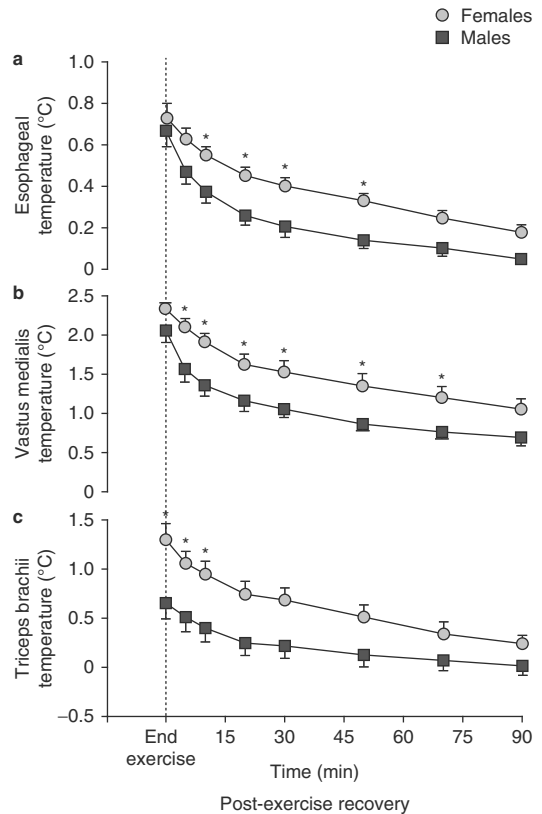 Females
Males
a
Esophageal
temperature (°C)
1.0
0.8
0.6
0.4
0.2
0
*
*
*
*
b
Vastus medialis
temperature (°C)
2.5
2.0
1.5
1.0
0.5
0
*
*
*
*
*
*
c
Triceps brachii
temperature (°C)
1.5
1.0
0.5
0
−0.5
*
*
*
End
exercise
15
30
45
60
75
90
Time (min)
Post-exercise recovery